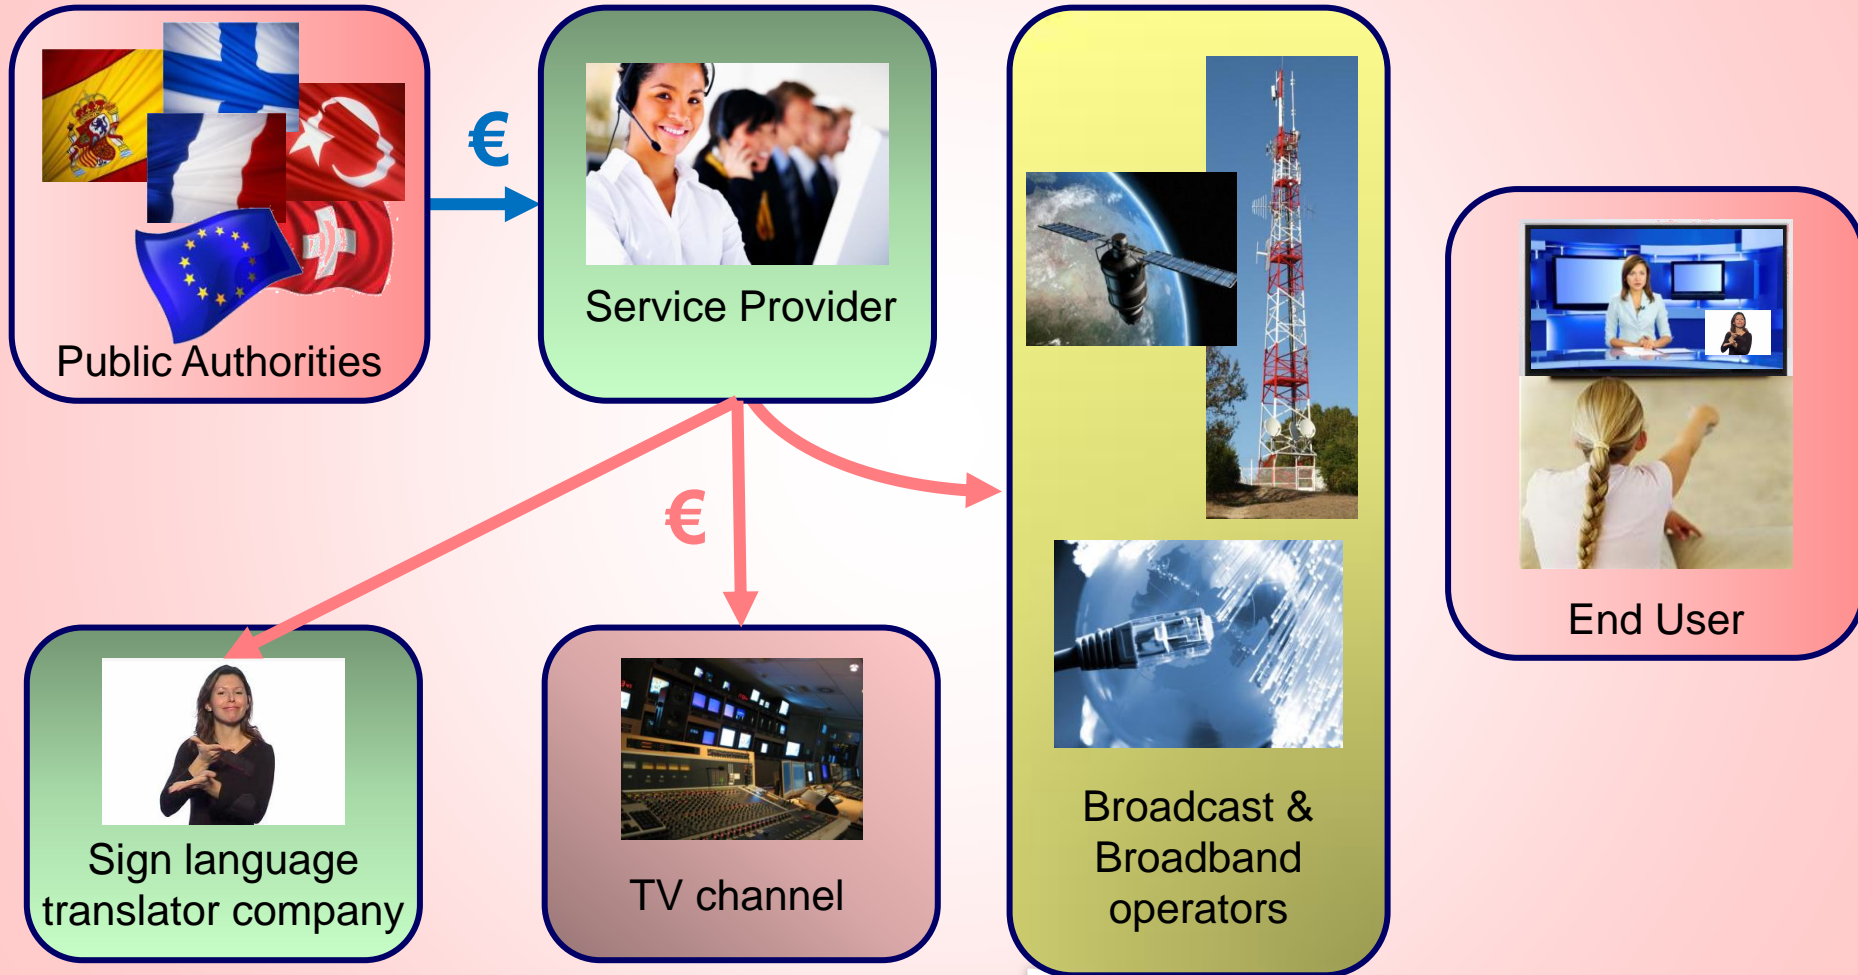 €
Public Authorities
Service Provider
€
End User
Sign language
translator company
TV channel
Broadcast &
Broadband
operators